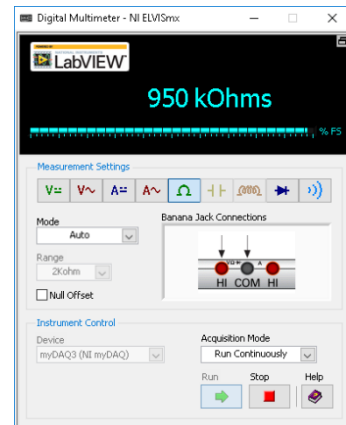 Digital Multimeter - NI ELVISmx
LabVIEW
950 kOhms
% FS
Measurement Settings
V
V
A
A
Ω
Mode
Auto
Banana Jack Connections
Range
2Kohm
HI COM HI
Null Offset
Instrument Control
Device
myDAQ3 (NI myDAQ)
Acquisition Mode
Run Continuously
Run Stop Help